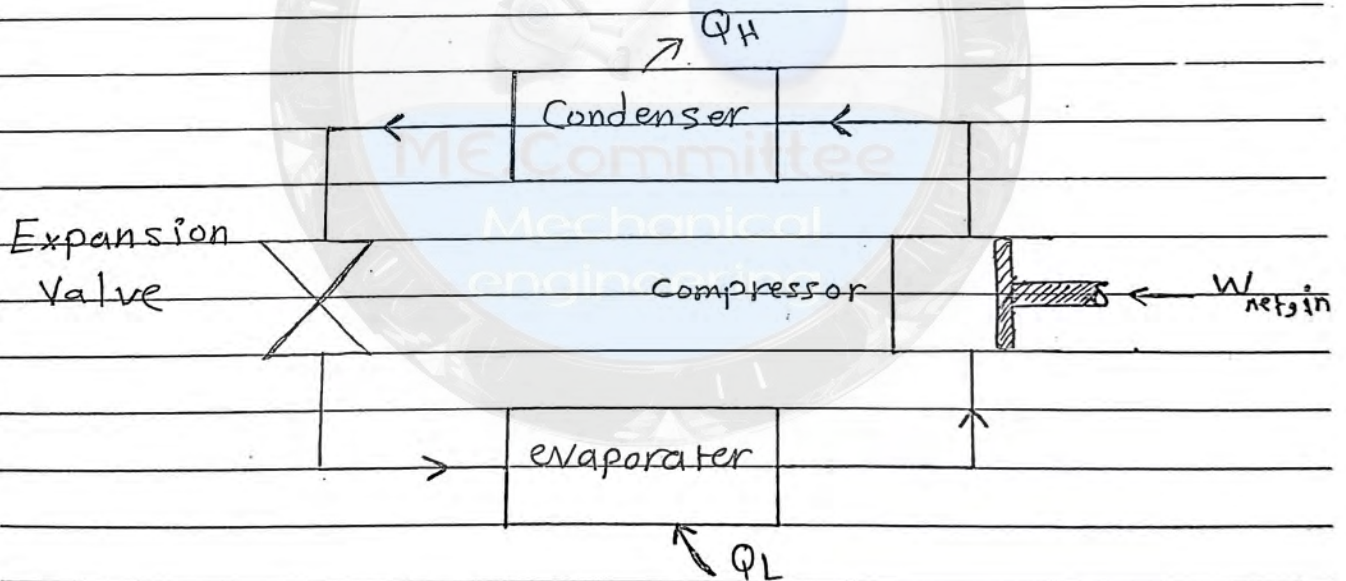 QH
Condenser
ME Committee
Expansion
Valve
Mechanical
engineering
compressor
Wnet,in
evaporater
QL